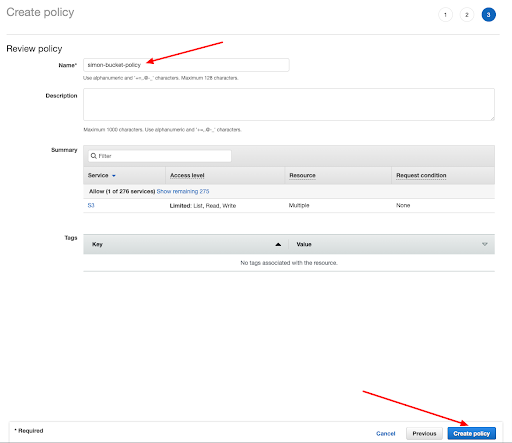 Create policy
1 2 3
Review policy
Name* simon-bucket-policy
Use alphanumeric and '+=,.@-_' characters. Maximum 128 characters.
Description
Maximum 1000 characters. Use alphanumeric and '+=,.@-_' characters.
Summary
Filter
Service Access level Resource Request condition
Allow (1 of 276 services) Show remaining 275
S3 Limited: List, Read, Write Multiple None
Tags
Key Value
No tags associated with the resource.
* Required
Cancel Previous Create policy